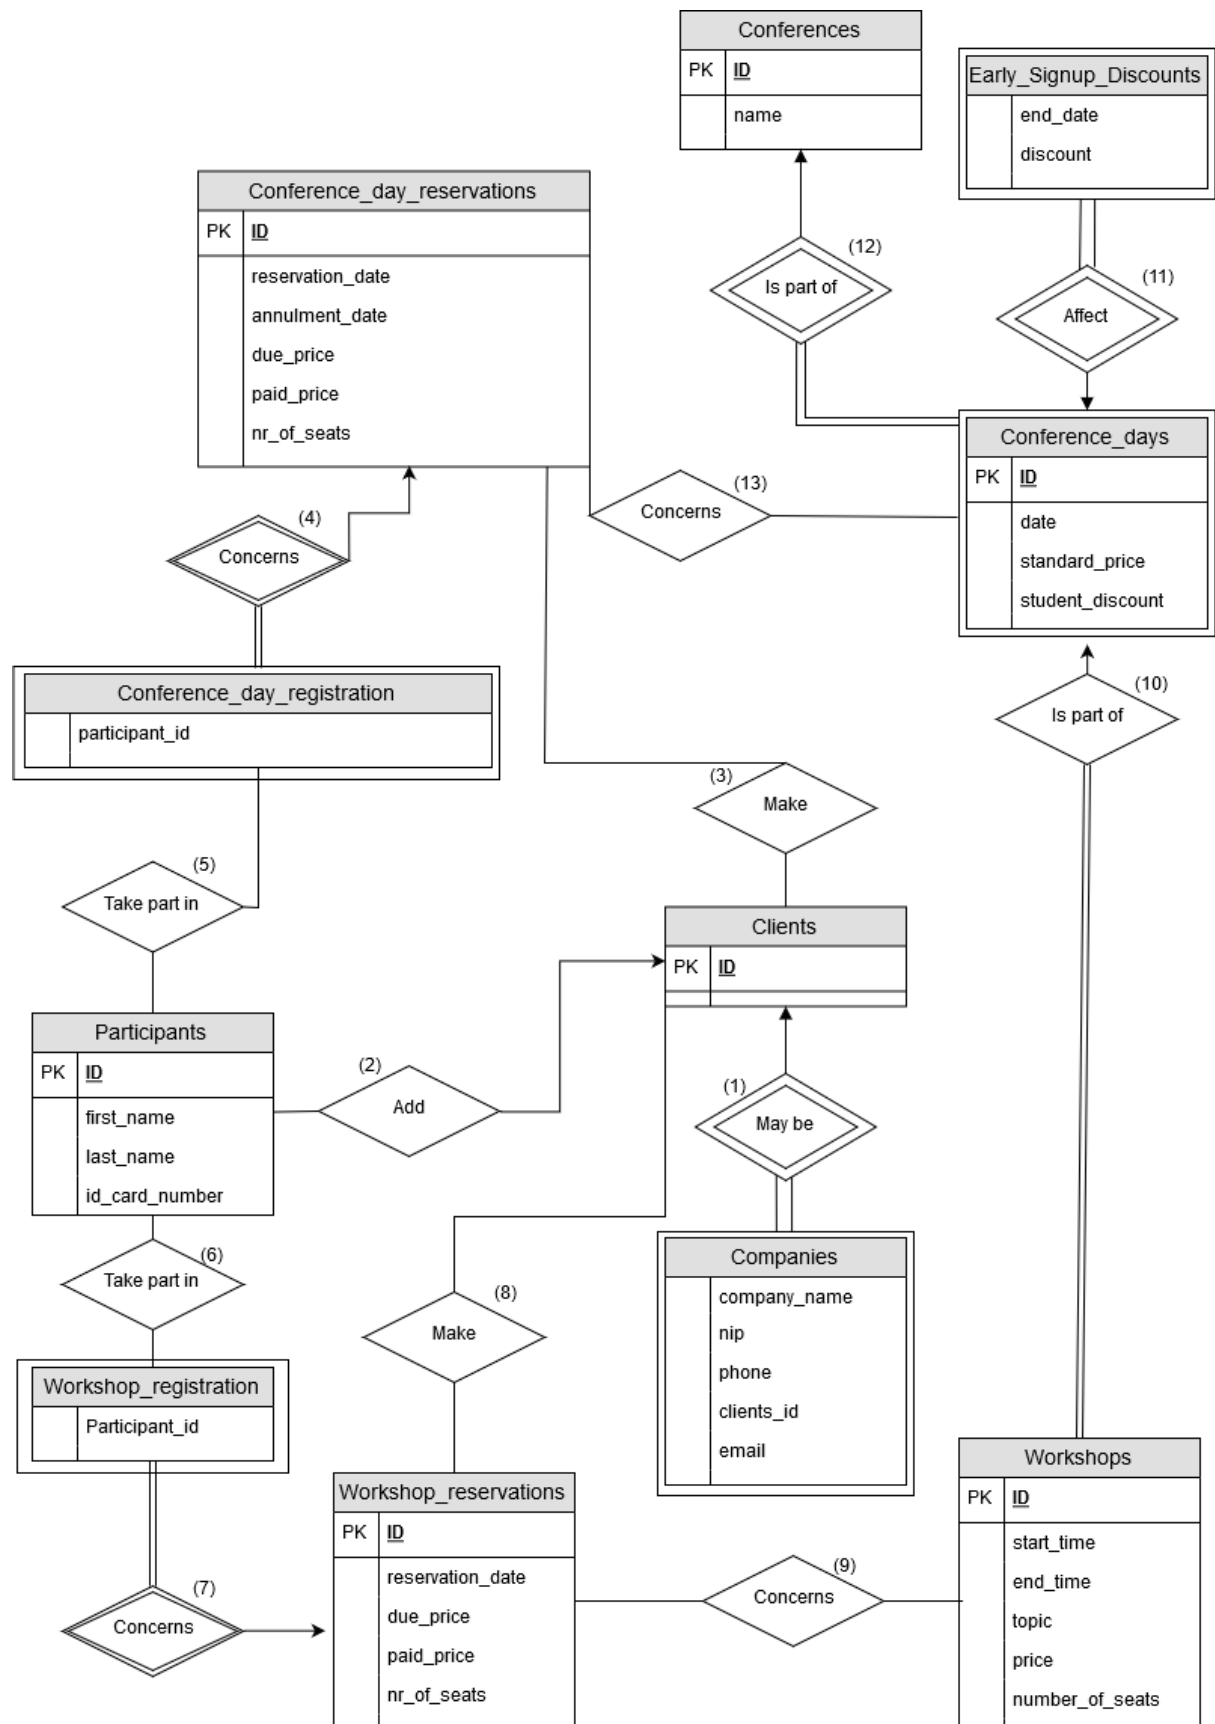 Conferences
PK ID
name
Early_Signup_Discounts
end_date
discount
Conference_day_reservations
PK ID
reservation_date
annulment_date
due_price
paid_price
nr_of_seats
(12)
Is part of
(11)
Affect
Conference_days
PK ID
date
standard_price
student_discount
(13)
Concerns
(4)
Concerns
Conference_day_registration
participant_id
(10)
Is part of
(3)
Make
(5)
Take part in
Clients
PK ID
Participants
PK ID
first_name
last_name
id_card_number
(2)
Add
(1)
May be
(6)
Take part in
Companies
company_name
nip
phone
clients_id
email
(8)
Make
Workshop_registration
Participant_id
Workshops
PK ID
start_time
end_time
topic
price
number_of_seats
Workshop_reservations
PK ID
reservation_date
due_price
paid_price
nr_of_seats
(9)
Concerns
(7)
Concerns